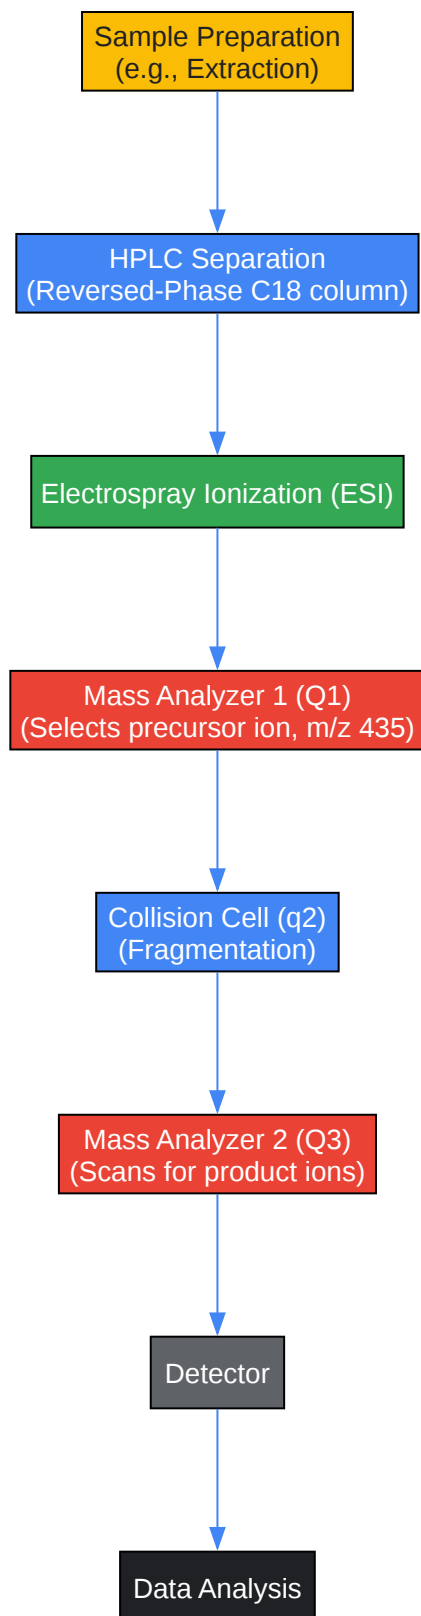 Sample Preparation
(e.g., Extraction)
HPLC Separation
(Reversed-Phase C18 column)
Electrospray Ionization (ESI)
Mass Analyzer 1 (Q1)
(Selects precursor ion, m/z 435)
Collision Cell (q2)
(Fragmentation)
Mass Analyzer 2 (Q3)
(Scans for product ions)
Detector
Data Analysis